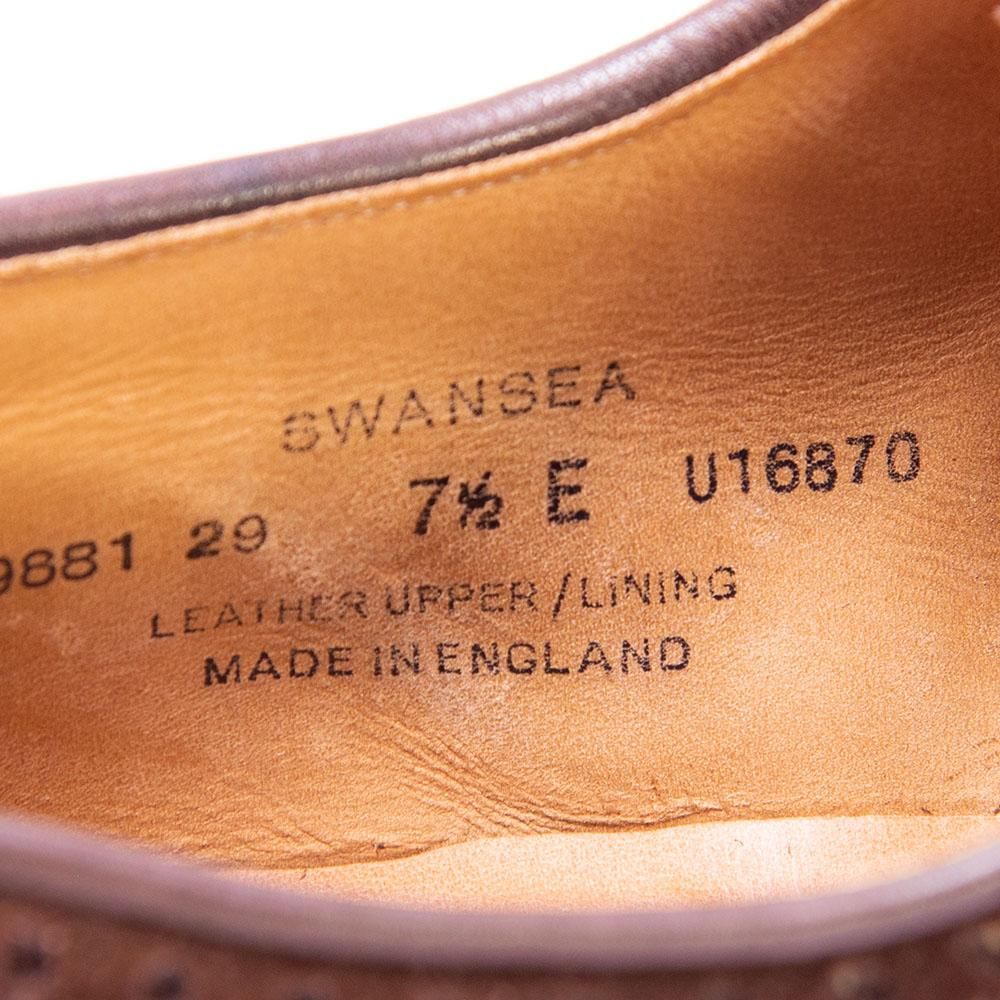 SWANSEA
9881 29 7½ E U16870
LEATHER UPPER/LINING
MADE IN ENGLAND